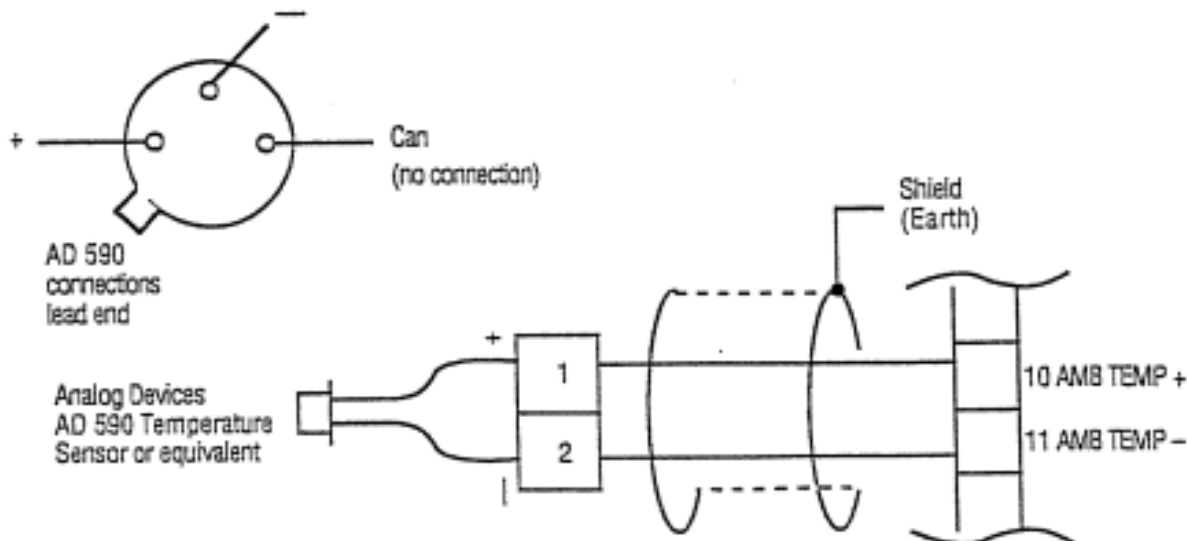 —
+
Can
(no connection)
AD 590
connections
lead end
Shield
(Earth)
Analog Devices
AD 590 Temperature
Sensor or equivalent
+
1
2
10 AMB TEMP +
11 AMB TEMP –